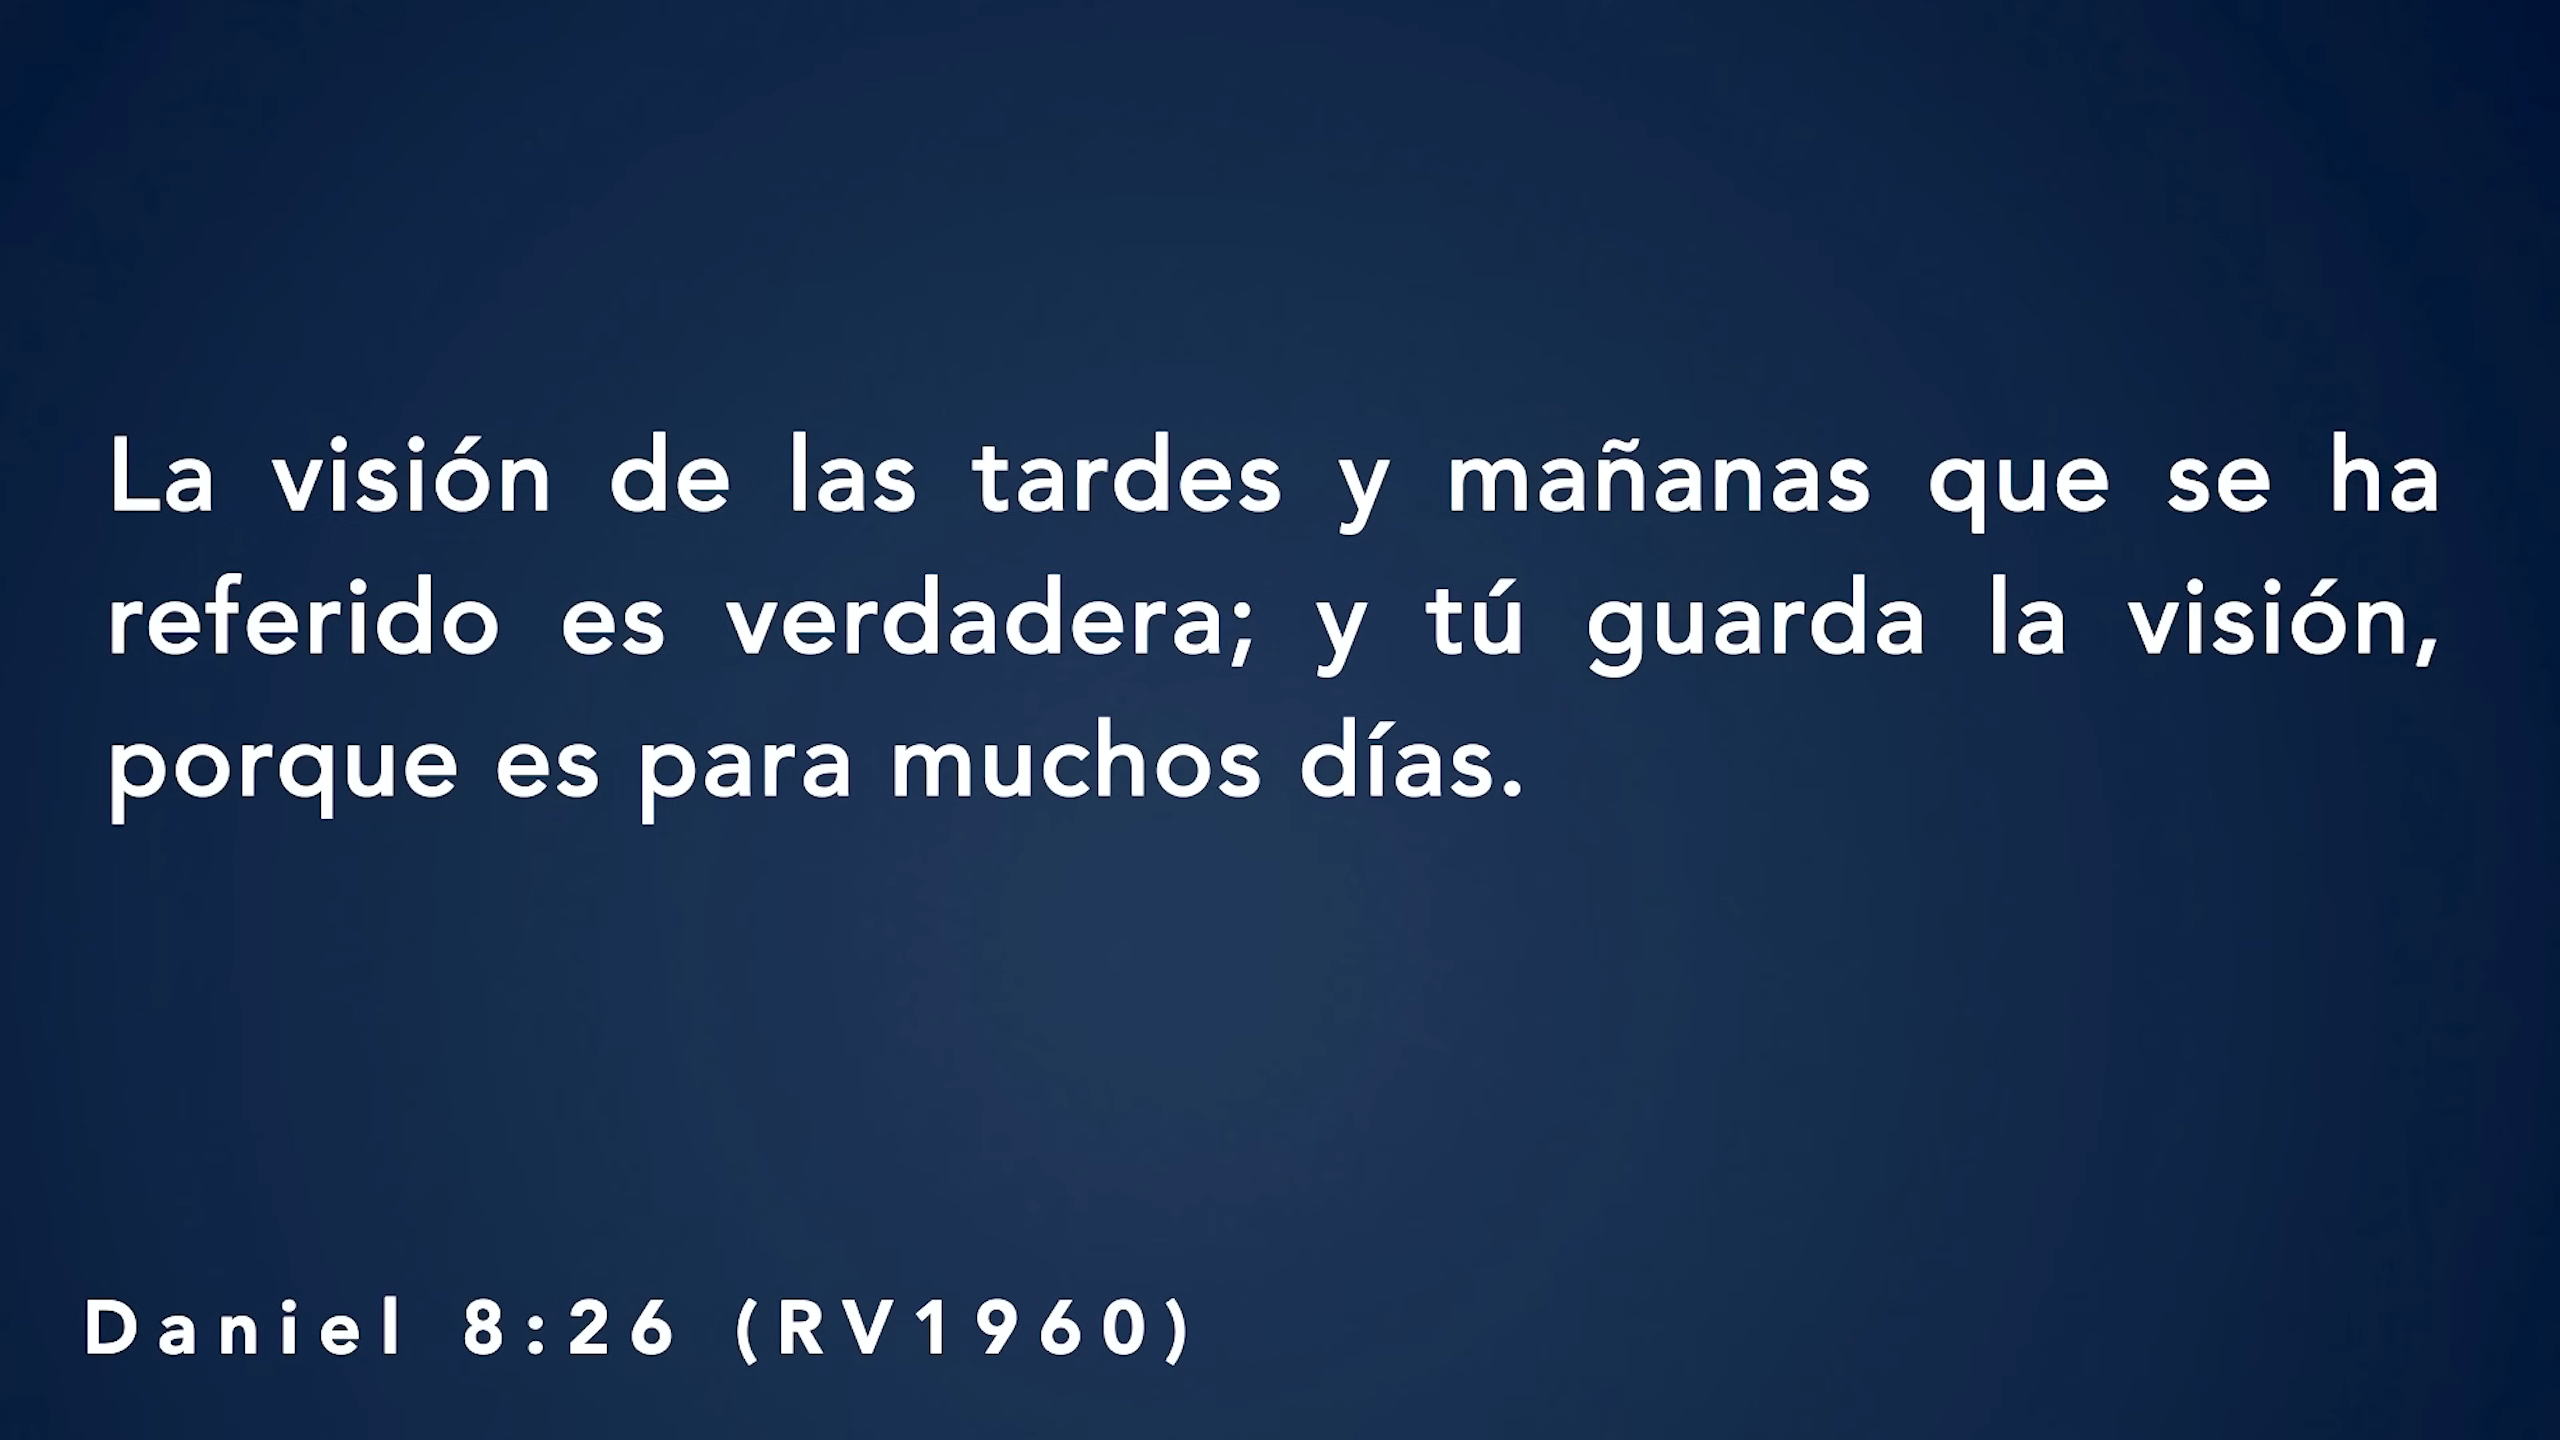 La visión de las tardes y mañanas que se ha
referido es verdadera; y tú guarda la visión,
porque es para muchos días.
Daniel 8:26 (RV1960)